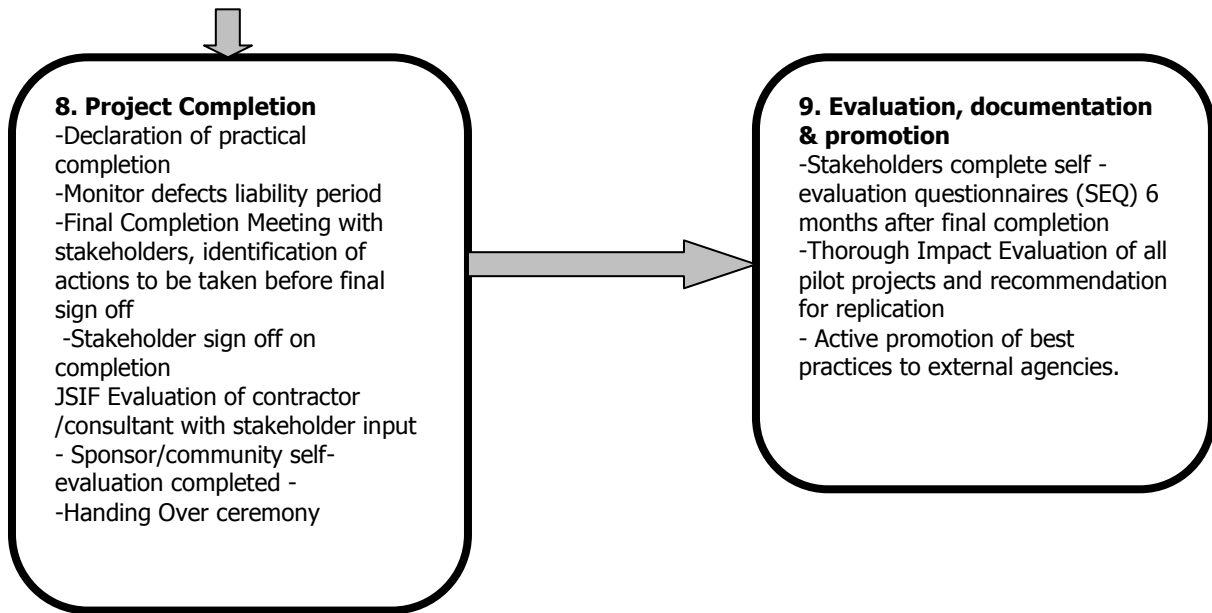 8. Project Completion
-Declaration of practical
completion
-Monitor defects liability period
-Final Completion Meeting with
stakeholders, identification of
actions to be taken before final
sign off
-Stakeholder sign off on
completion
JSIF Evaluation of contractor
/consultant with stakeholder input
- Sponsor/community self-
evaluation completed -
-Handing Over ceremony
9. Evaluation, documentation
& promotion
-Stakeholders complete self -
evaluation questionnaires (SEQ) 6
months after final completion
-Thorough Impact Evaluation of all
pilot projects and recommendation
for replication
- Active promotion of best
practices to external agencies.